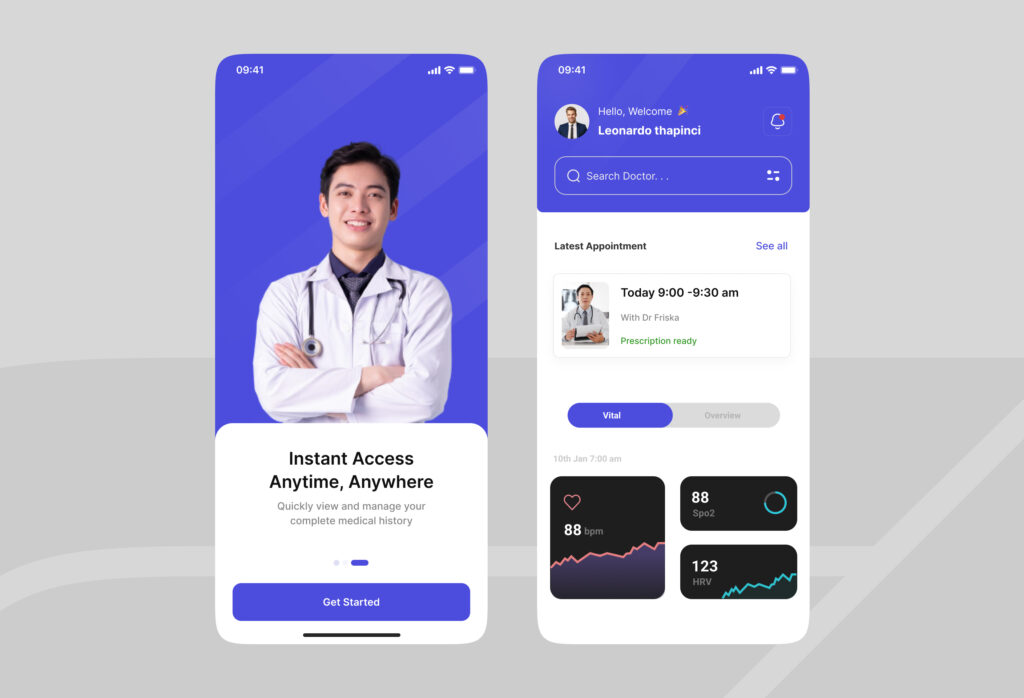 09:41
Instant Access
Anytime, Anywhere
Quickly view and manage your
complete medical history
Get Started
09:41
Hello, Welcome 🎉
Leonardo thapinci
Search Doctor. . .
Latest Appointment
See all
Today 9:00 -9:30 am
With Dr Friska
Prescription ready
Vital
Overview
10th Jan 7:00 am
88 bpm
88
Spo2
123
HRV